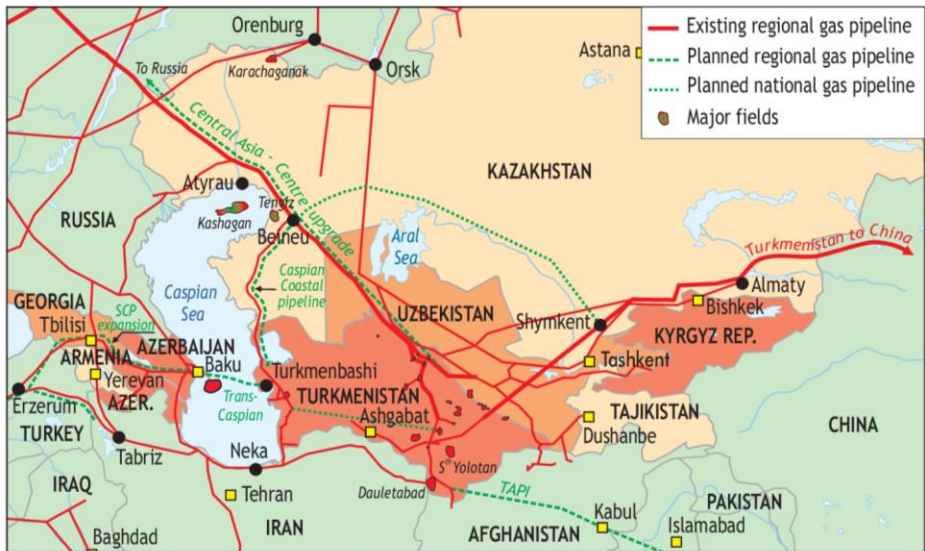 Existing regional gas pipeline
Planned regional gas pipeline
Planned national gas pipeline
Major fields
Orenburg
Karachaganak
Orsk
Astana
To Russia
Central Asia - Centre upgrade
KAZAKHSTAN
Atyrau
RUSSIA
Kashagan
Tengiz
Beineu
Aral
Sea
Turkmenistan to China
Caspian
Coastal
pipeline
Caspian
Sea
Almaty
GEORGIA
SCP
expansion
UZBEKISTAN
Bishkek
Tbilisi
Shymkent
KYRGYZ REP.
ARMENIA
AZERBAIJAN
Baku
Tashkent
Yerevan
Turkmenbashi
AZER.
Trans-
Caspian
TURKMENISTAN
TAJIKISTAN
Erzerum
Ashgabat
CHINA
TURKEY
Dushanbe
Tabriz
Neka
Sth Yolotan
IRAQ
Dauletabad
TAPI
Tehran
PAKISTAN
Kabul
IRAN
AFGHANISTAN
Islamabad
Baghdad